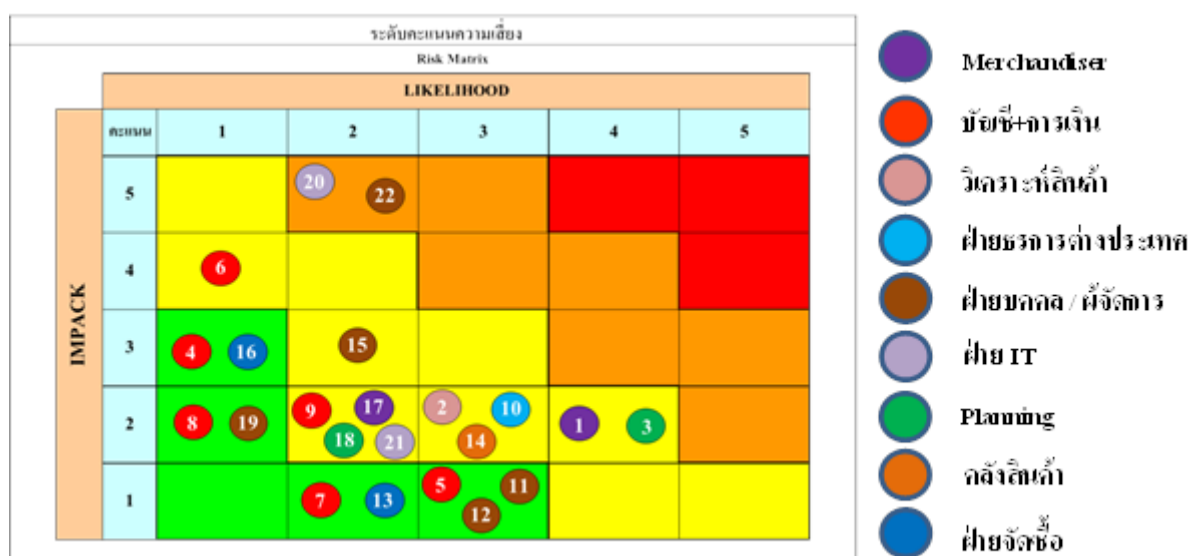 ระดับคะแนนความเสี่ยง
Risk Matrix
LIKELIHOOD
คะแนน 1 2 3 4 5
IMPACK
5 20 22
4 6
3 4 16 15
2 8 19 9 17 18 21 2 10 14 1 3
1 7 13 5 11 12
Merchandiser
บัญชี+การเงิน
วิเคราะห์สินค้า
ฝ่ายธุรการต่างประเทศ
ฝ่ายบุคคล / ผู้จัดการ
ฝ่าย IT
Planning
คลังสินค้า
ฝ่ายจัดซื้อ